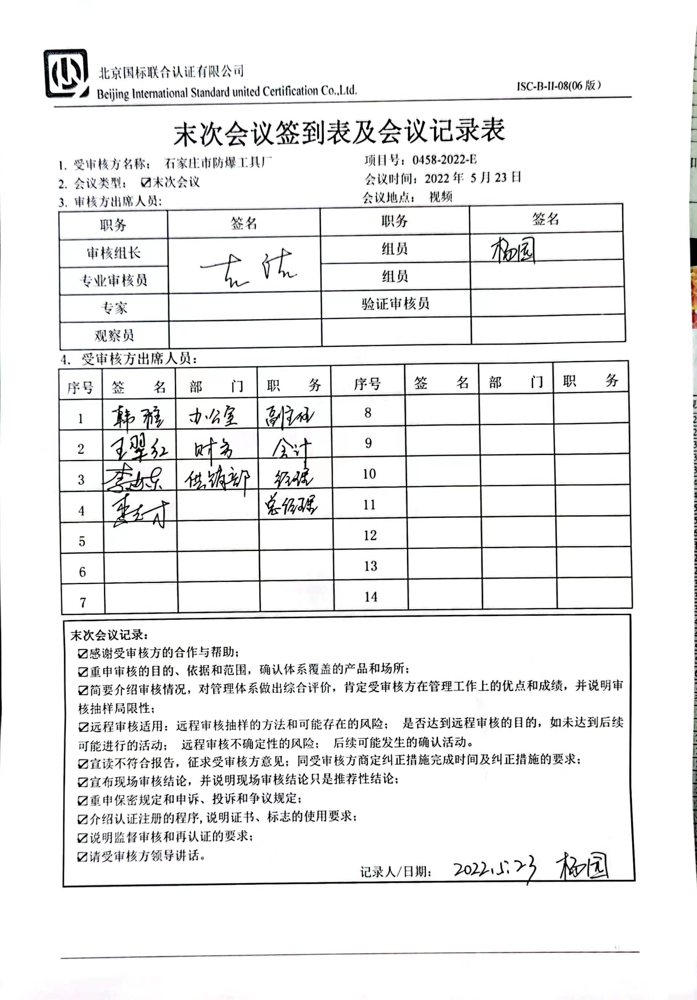 北京国标联合认证有限公司
Beijing International Standard united Certification Co.,Ltd.
ISC-B-II-08(06版)
末次会议签到表及会议记录表
1. 受审核方名称： 石家庄市防爆工具厂 项目号：0458-2022-E
2. 会议类型： ☑末次会议 会议时间：2022年 5月23日
3. 审核方出席人员: 会议地点： 视频
职务 签名 职务 签名
审核组长 组员 杨园
专业审核员 组员
专家 验证审核员
观察员
4. 受审核方出席人员：
序号 签 名 部 门 职 务 序号 签 名 部 门 职 务
1 韩雅 办公室 副主任 8
2 王翠红 财务 会计 9
3 李 东 供销部 经理 10
4 总经理 11
5 12
6 13
7 14
末次会议记录：
☑感谢受审核方的合作与帮助；
☑重申审核的目的、依据和范围，确认体系覆盖的产品和场所；
☑简要介绍审核情况，对管理体系做出综合评价，肯定受审核方在管理工作上的优点和成绩，并说明审
核抽样局限性；
☑远程审核适用：远程审核抽样的方法和可能存在的风险； 是否达到远程审核的目的，如未达到后续
可能进行的活动； 远程审核不确定性的风险； 后续可能发生的确认活动。
☑宣读不符合报告，征求受审核方意见；同受审核方商定纠正措施完成时间及纠正措施的要求；
☑宣布现场审核结论，并说明现场审核结论只是推荐性结论；
☑重申保密规定和申诉、投诉和争议规定；
☑介绍认证注册的程序,说明证书、标志的使用要求；
☑说明监督审核和再认证的要求；
☑请受审核方领导讲话。
记录人/日期： 2022.5.23 杨园